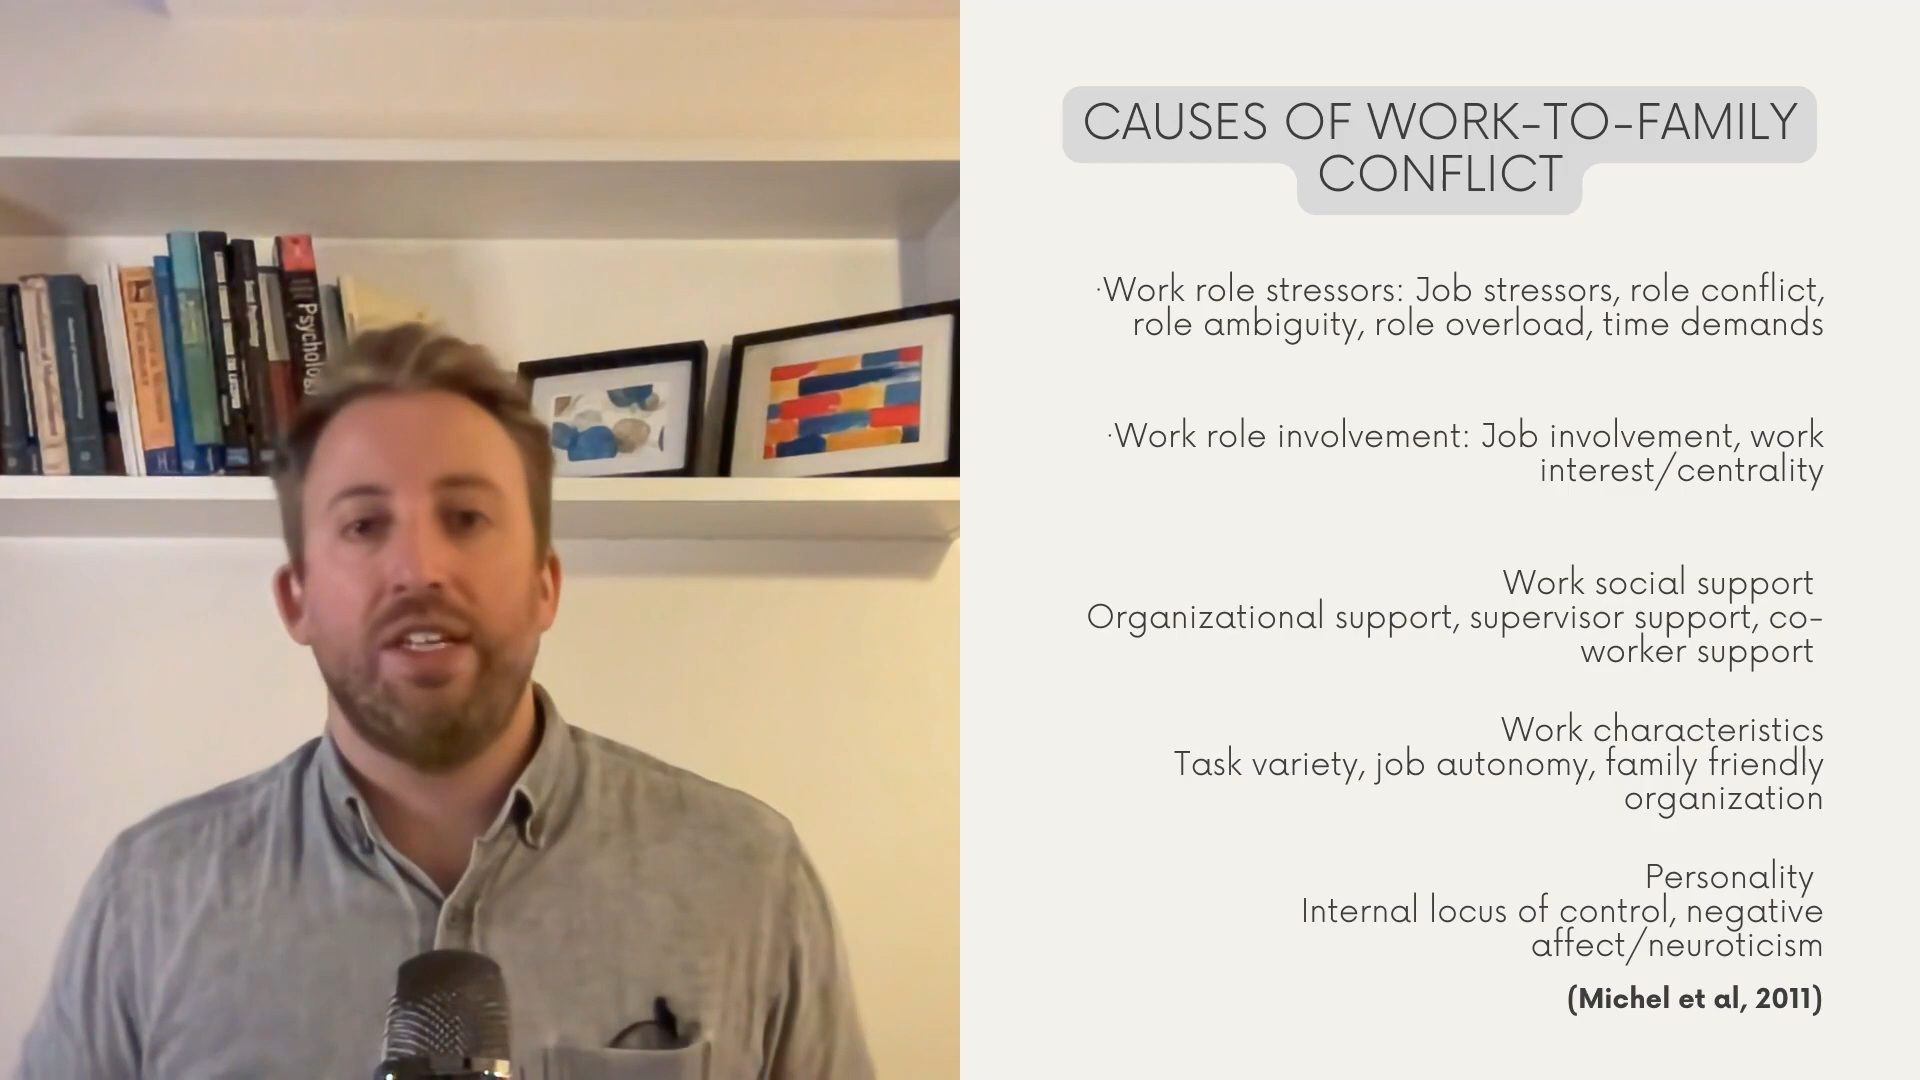 Psychology
CAUSES OF WORK-TO-FAMILY
CONFLICT
·Work role stressors: Job stressors, role conflict,
role ambiguity, role overload, time demands
·Work role involvement: Job involvement, work
interest/centrality
Work social support
Organizational support, supervisor support, co-
worker support
Work characteristics
Task variety, job autonomy, family friendly
organization
Personality
Internal locus of control, negative
affect/neuroticism
(Michel et al, 2011)